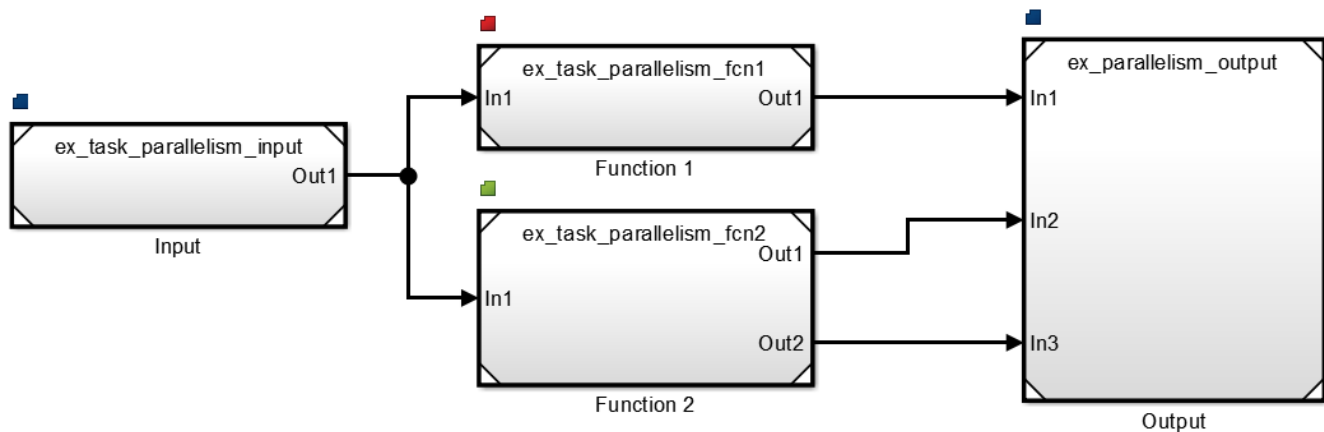 ex_task_parallelism_input
Out1
Input
ex_task_parallelism_fcn1
In1
Out1
Function 1
ex_task_parallelism_fcn2
Out1
In1
Out2
Function 2
ex_parallelism_output
In1
In2
In3
Output